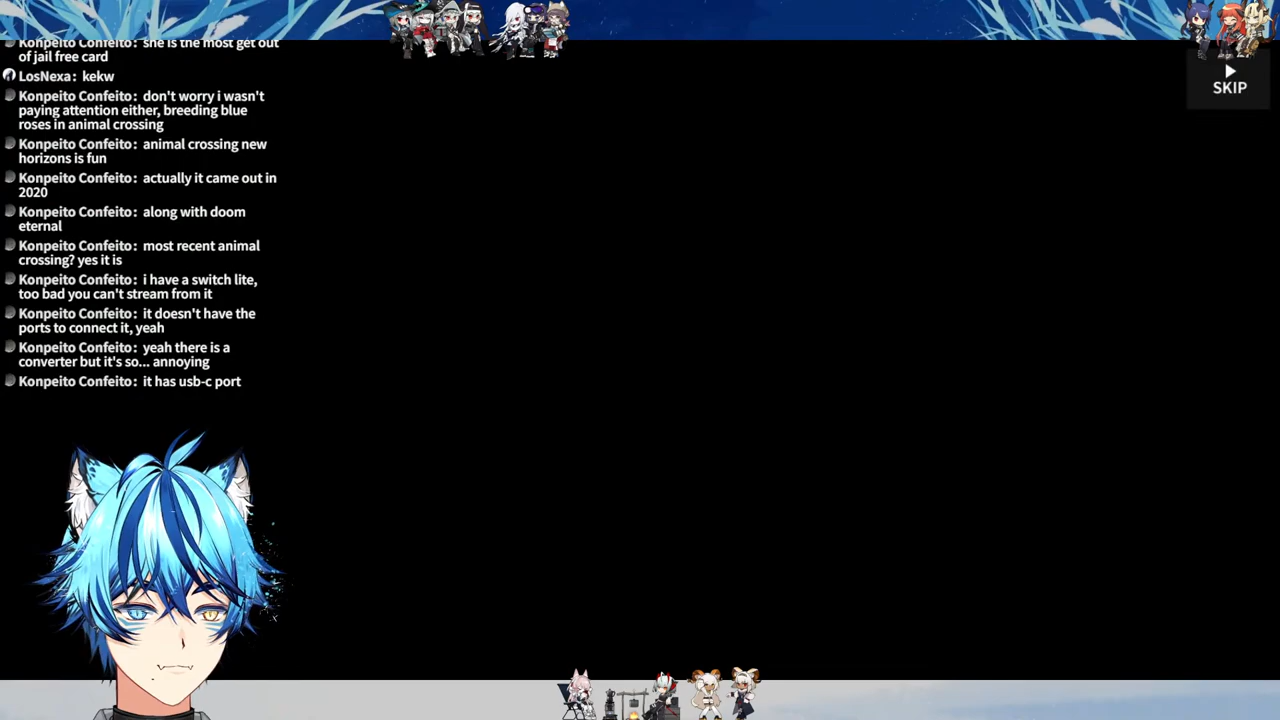 Konpeito Confeito: she is the most get out
of jail free card
LosNexa: kekw
Konpeito Confeito: don't worry i wasn't
paying attention either, breeding blue
roses in animal crossing
Konpeito Confeito: animal crossing new
horizons is fun
Konpeito Confeito: actually it came out in
2020
Konpeito Confeito: along with doom
eternal
Konpeito Confeito: most recent animal
crossing? yes it is
Konpeito Confeito: i have a switch lite,
too bad you can't stream from it
Konpeito Confeito: it doesn't have the
ports to connect it, yeah
Konpeito Confeito: yeah there is a
converter but it's so... annoying
Konpeito Confeito: it has usb-c port
SKIP